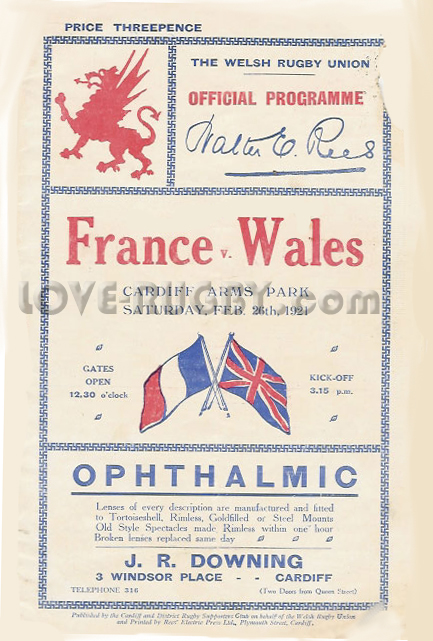 PRICE THREEPENCE
THE WELSH RUGBY UNION
OFFICIAL PROGRAMME
Walter E. Rees
France v. Wales
LOVE-RUGBY.com
CARDIFF ARMS PARK
SATURDAY, FEB. 26th, 1921
GATES
OPEN
12.30 o'clock
KICK-OFF
3.15 p.m.
OPHTHALMIC
Lenses of every description are manufactured and fitted
to Tortoiseshell, Rimless, Goldfilled or Steel Mounts
Old Style Spectacles made Rimless within one hour
Broken lenses replaced same day
J. R. DOWNING
3 WINDSOR PLACE - - CARDIFF
TELEPHONE 316
(Two Doors from Queen Street)
Published by the Cardiff and District Rugby Supporters Club on behalf of the Welsh Rugby Union
and Printed by Rees' Electric Press Ltd., Plymouth Street, Cardiff.